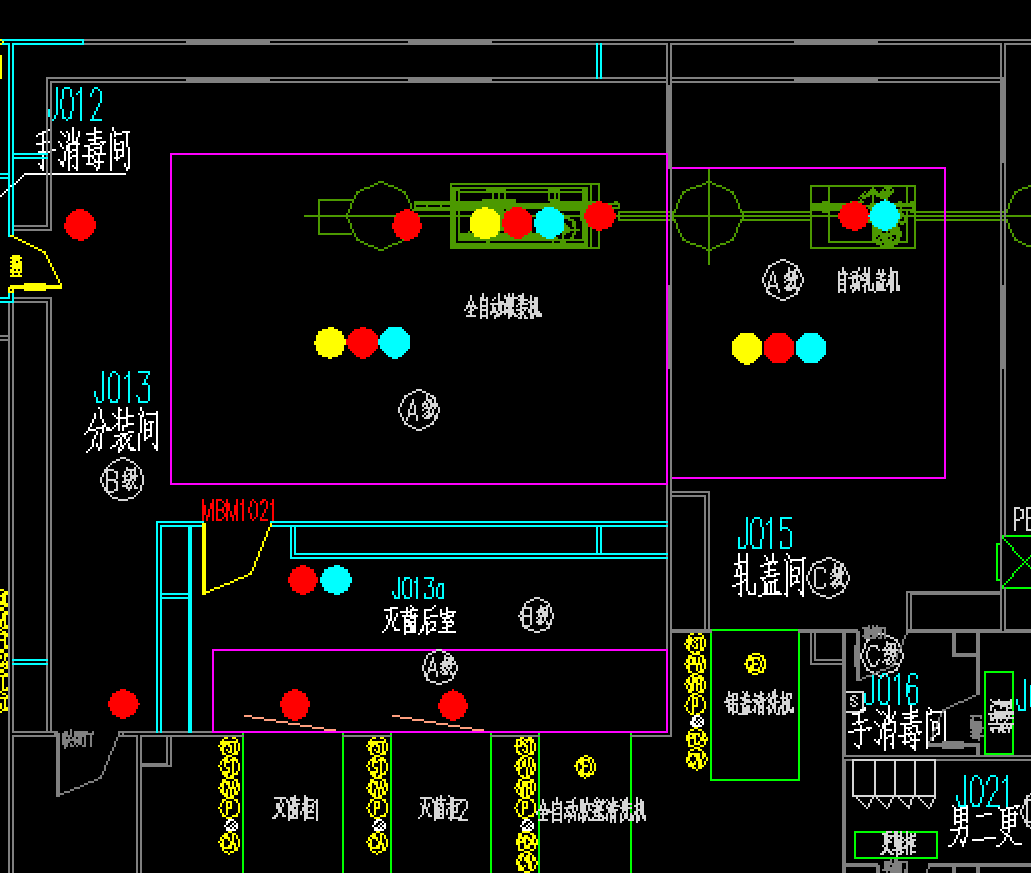 J012
手消毒间
A级
自动轧盖机
全自动灌装机
A级
J013
分装间
B级
MBM1021
J015
轧盖间 C级
J013a
灭菌后室
B级
A级
铝盖清洗机
C级
J016
手消毒间
灭菌柜1
灭菌柜2
全自动胶塞清洗机
J021
男二更